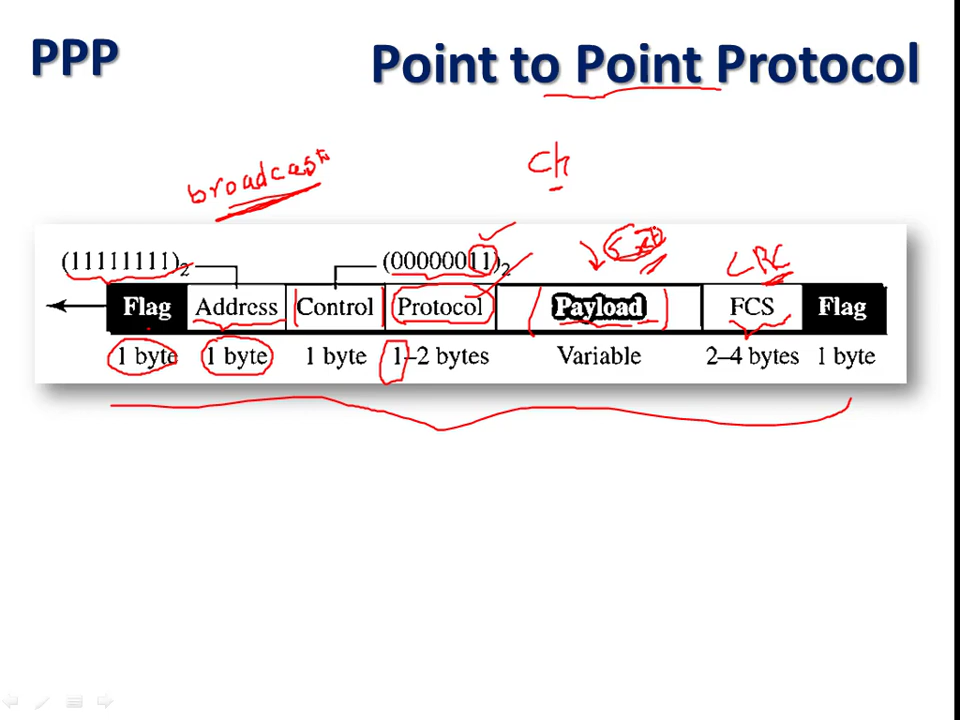 PPP
Point to Point Protocol
broadcast
Ch
(11111111)2
(00000011)2
CRC
Flag Address Control Protocol Payload FCS Flag
1 byte 1 byte 1 byte 1–2 bytes Variable 2–4 bytes 1 byte